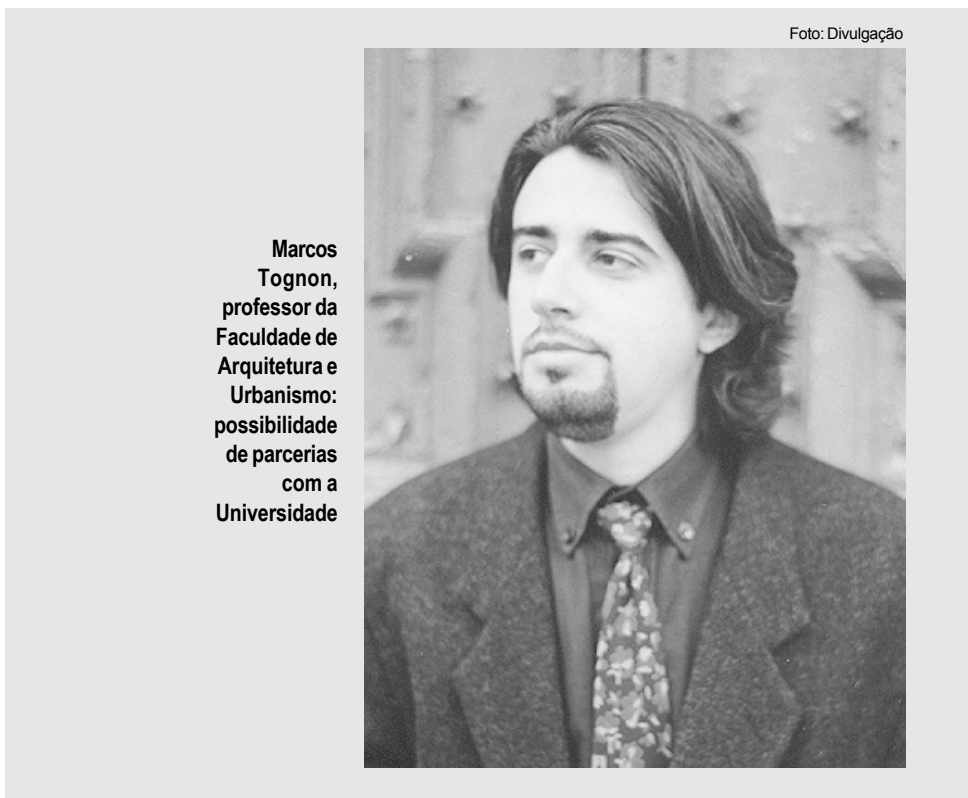 Foto: Divulgação
Marcos
Tognon,
professor da
Faculdade de
Arquitetura e
Urbanismo:
possibilidade
de parcerias
com a
Universidade